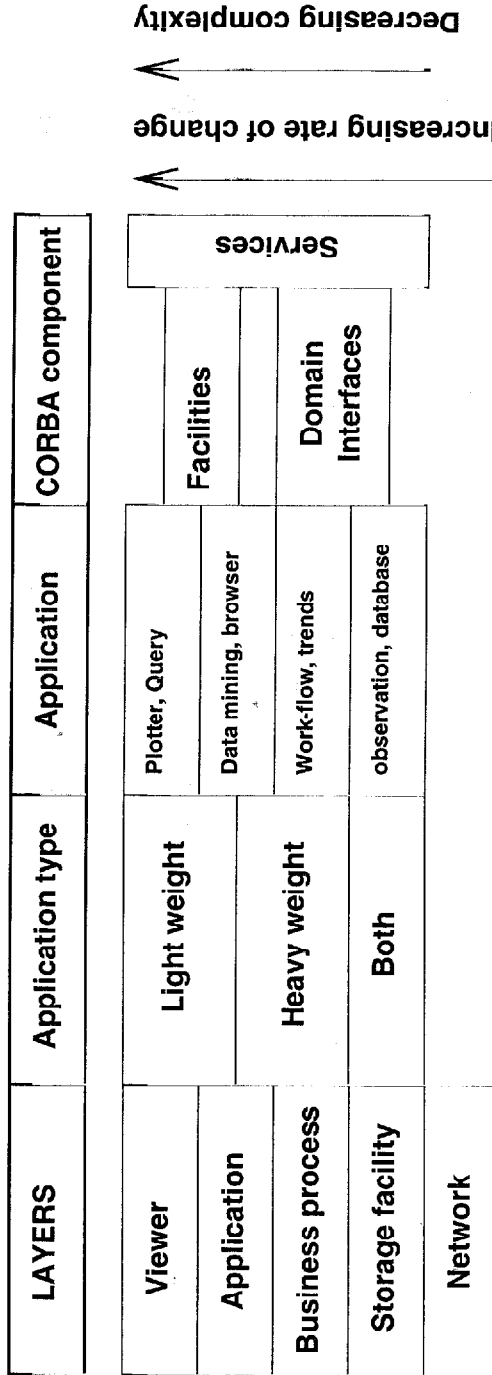 LAYERS
Application type
Application
CORBA component
Viewer
Light weight
Plotter, Query
Facilities
Services
Application
Data mining, browser
Business process
Heavy weight
Work-flow, trends
Domain
Interfaces
Storage facility
Both
observation, database
Network
Increasing rate of change
Decreasing complexity